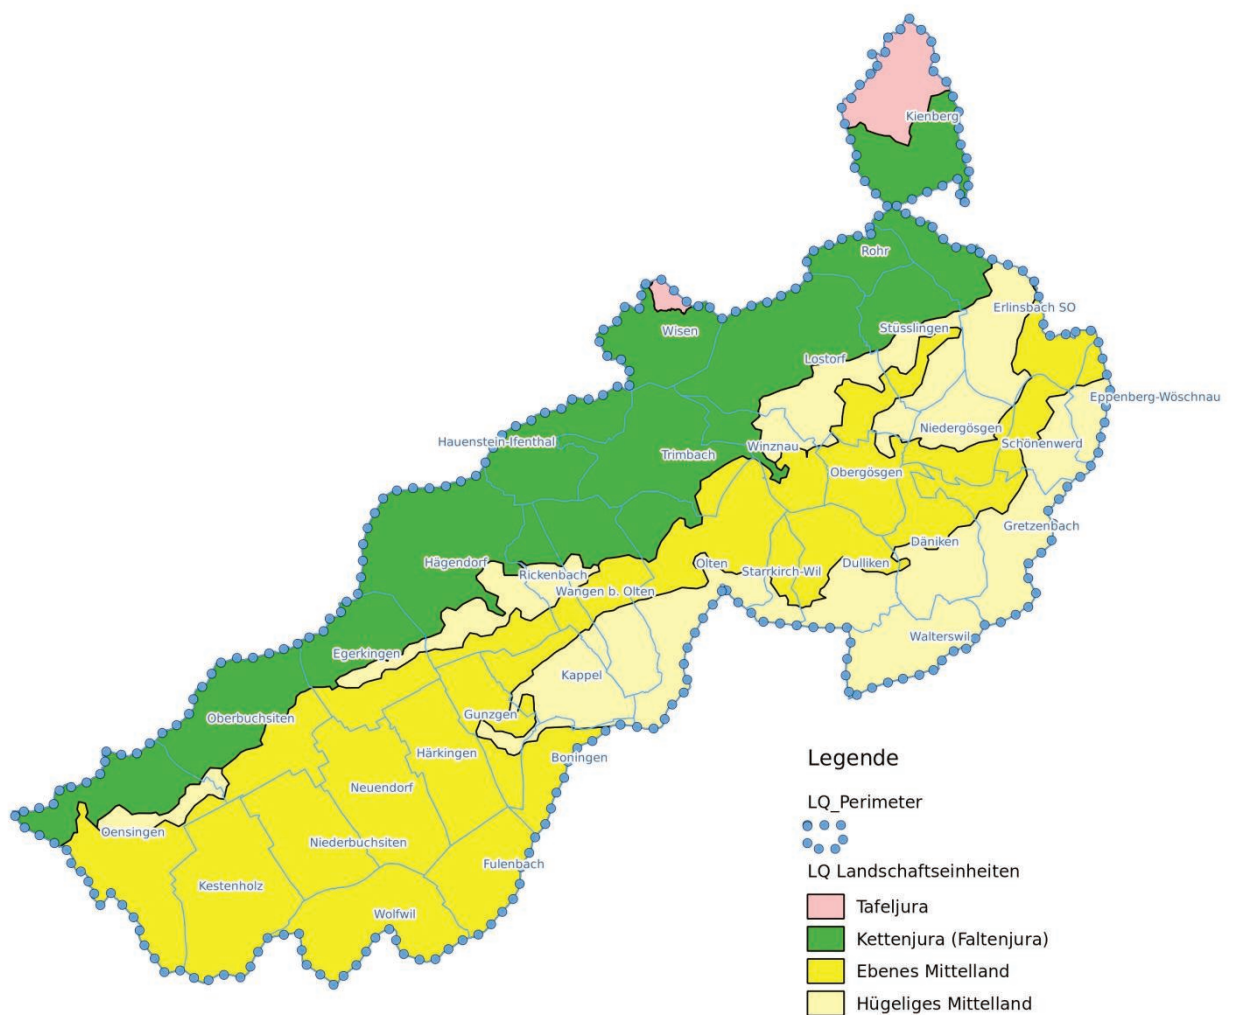 Kienberg
Rohr
Erlinsbach SO
Wisen
Stüsslingen
Lostorf
Eppenberg-Wöschnau
Hauenstein-Ifenthal
Niedergösgen
Trimbach
Winznau
Schönenwerd
Obergösgen
Gretzenbach
Däniken
Hägendorf
Rickenbach
Olten
Starrkirch-Wil
Dulliken
Wangen b. Olten
Walterswil
Egerkingen
Kappel
Oberbuchsiten
Gunzgen
Härkingen
Boningen
Neuendorf
Oensingen
Niederbuchsiten
Fulenbach
Kestenholz
Wolfwil
Legende
LQ_Perimeter
LQ Landschaftseinheiten
Tafeljura
Kettenjura (Faltenjura)
Ebenes Mittelland
Hügeliges Mittelland